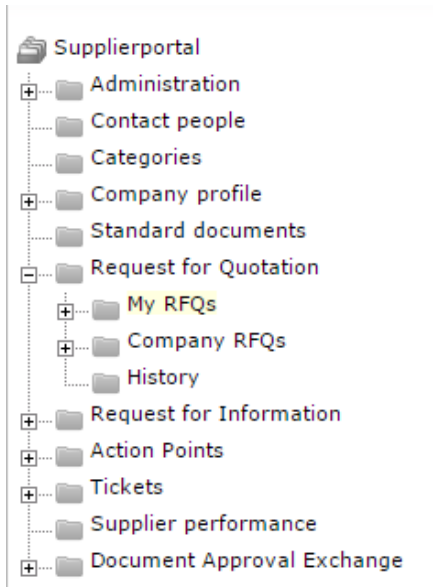 Supplierportal
Administration
Contact people
Categories
Company profile
Standard documents
Request for Quotation
My RFQs
Company RFQs
History
Request for Information
Action Points
Tickets
Supplier performance
Document Approval Exchange